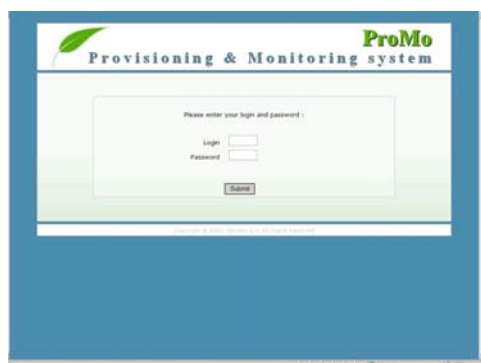 ProMo
Provisioning & Monitoring system
Please enter your login and password :
Login
Password
Submit